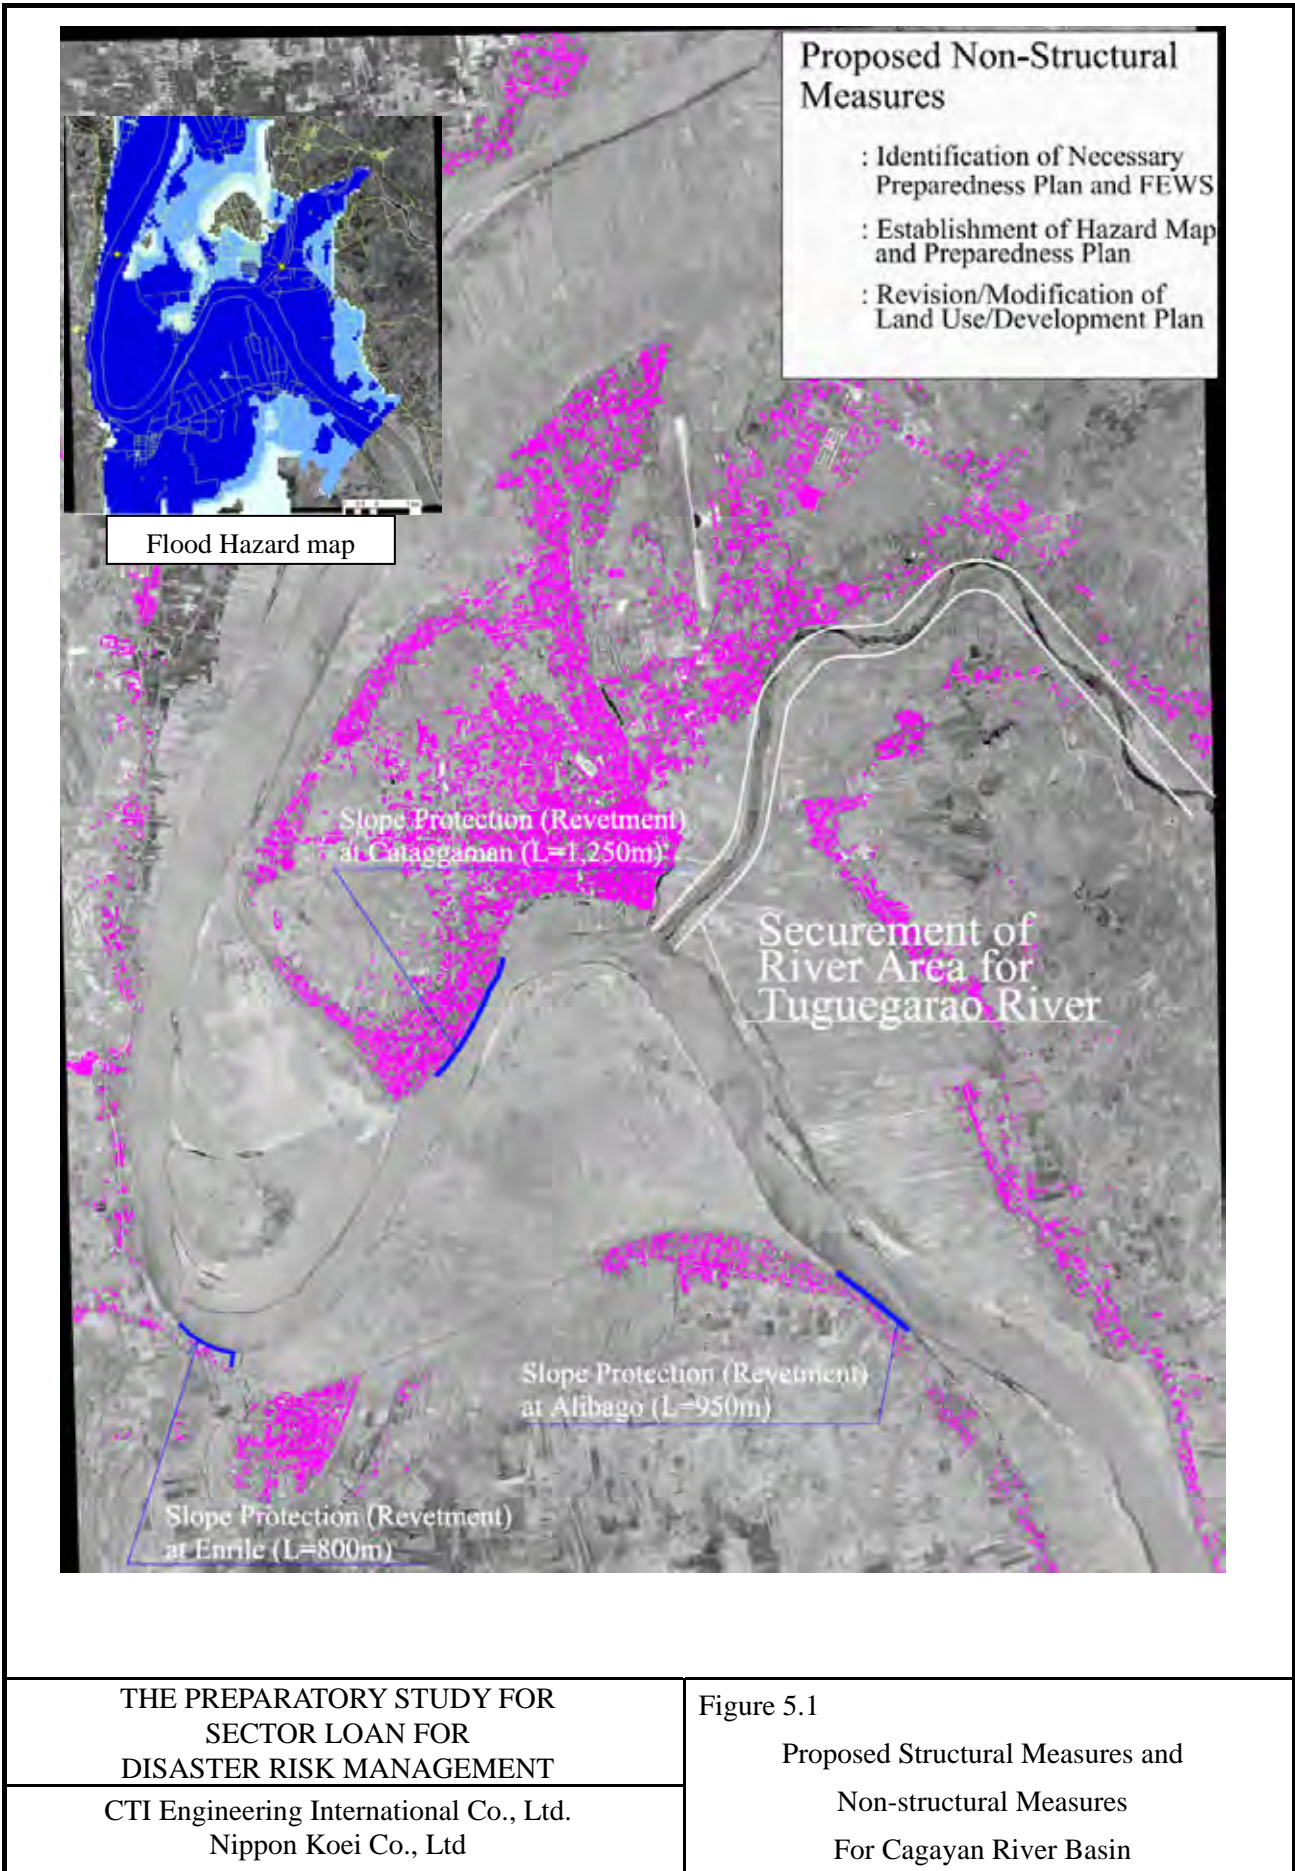 Proposed Non-Structural
Measures
: Identification of Necessary
Preparedness Plan and FEWS
: Establishment of Hazard Map
and Preparedness Plan
: Revision/Modification of
Land Use/Development Plan
Flood Hazard map
Slope Protection (Revetment)
at Cataggaman (L=1,250m)
Securement of
River Area for
Tuguegarao River
Slope Protection (Revetment)
at Alibago (L=950m)
Slope Protection (Revetment)
at Enrile (L=800m)
THE PREPARATORY STUDY FOR
SECTOR LOAN FOR
DISASTER RISK MANAGEMENT
CTI Engineering International Co., Ltd.
Nippon Koei Co., Ltd
Figure 5.1
Proposed Structural Measures and
Non-structural Measures
For Cagayan River Basin